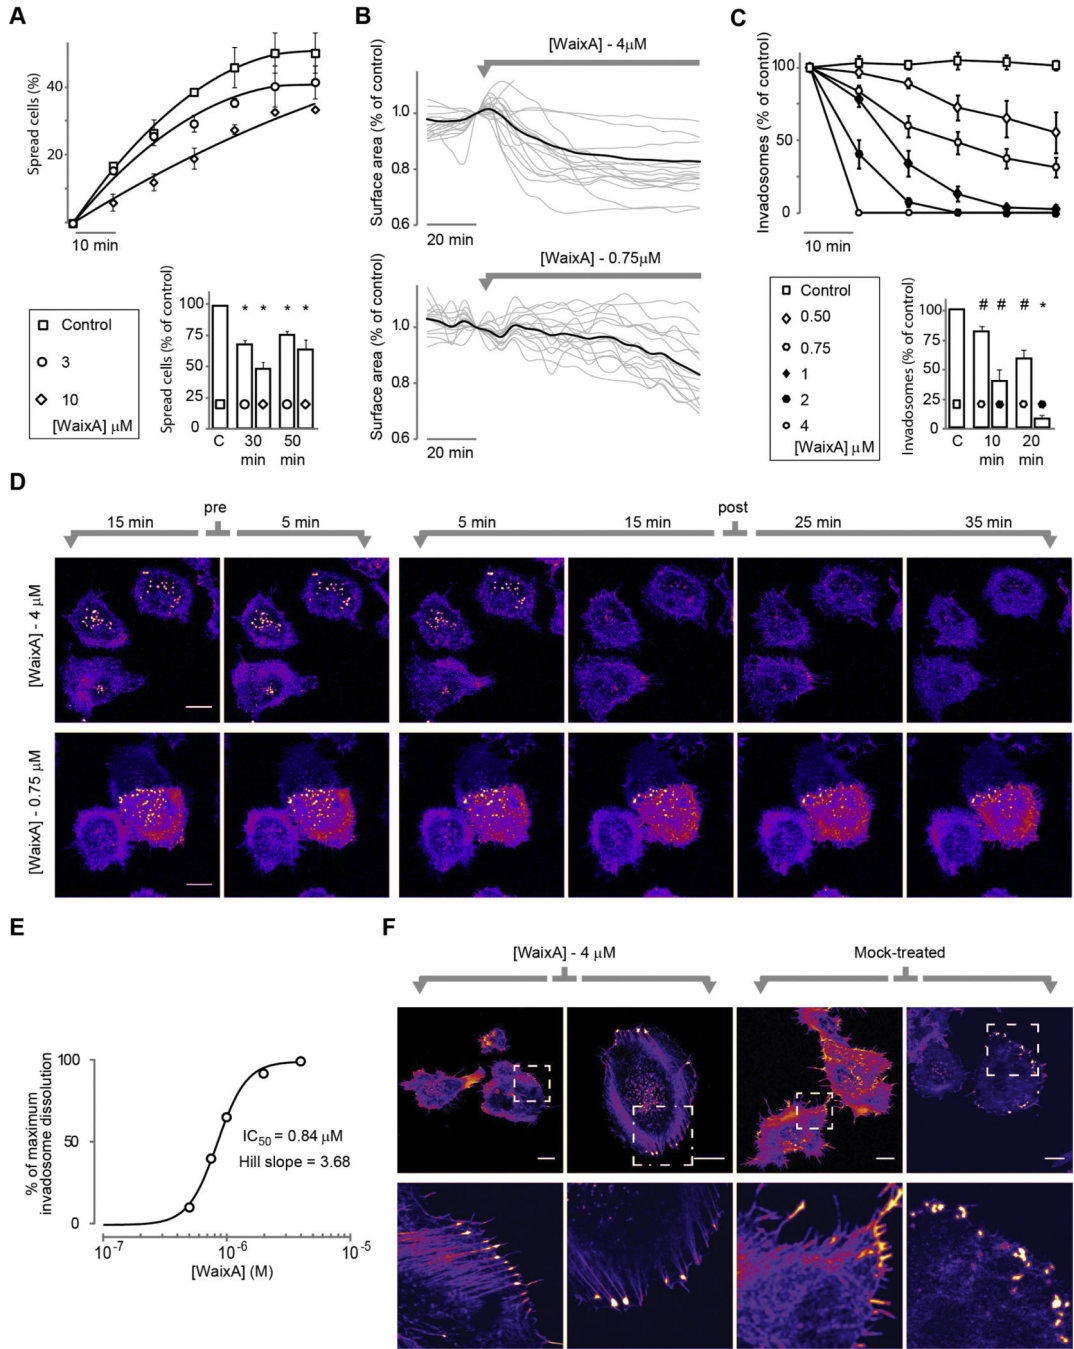 A
Spread cells (%)
40
20
10 min
Control
3
10
[WaixA] μM
Spread cells (% of control)
100
75
50
25
0
* * * *
C 30 50
min min
B
[WaixA] - 4μM
Surface area (% of control)
1.0
0.8
0.6
20 min
[WaixA] - 0.75μM
Surface area (% of control)
1.0
0.8
0.6
20 min
C
Invadosomes (% of control)
100
50
0
10 min
Control
0.50
0.75
1
2
4
[WaixA] μM
Invadosomes (% of control)
100
75
50
25
0
# # # *
C 10 20
min min
D
pre
15 min 5 min
post
5 min 15 min 25 min 35 min
[WaixA] - 4 μM
[WaixA] - 0.75 μM
E
% of maximum
invadosome dissolution
100
50
0
IC50 = 0.84 μM
Hill slope = 3.68
10-7 10-6 10-5
[WaixA] (M)
F
[WaixA] - 4 μM
Mock-treated